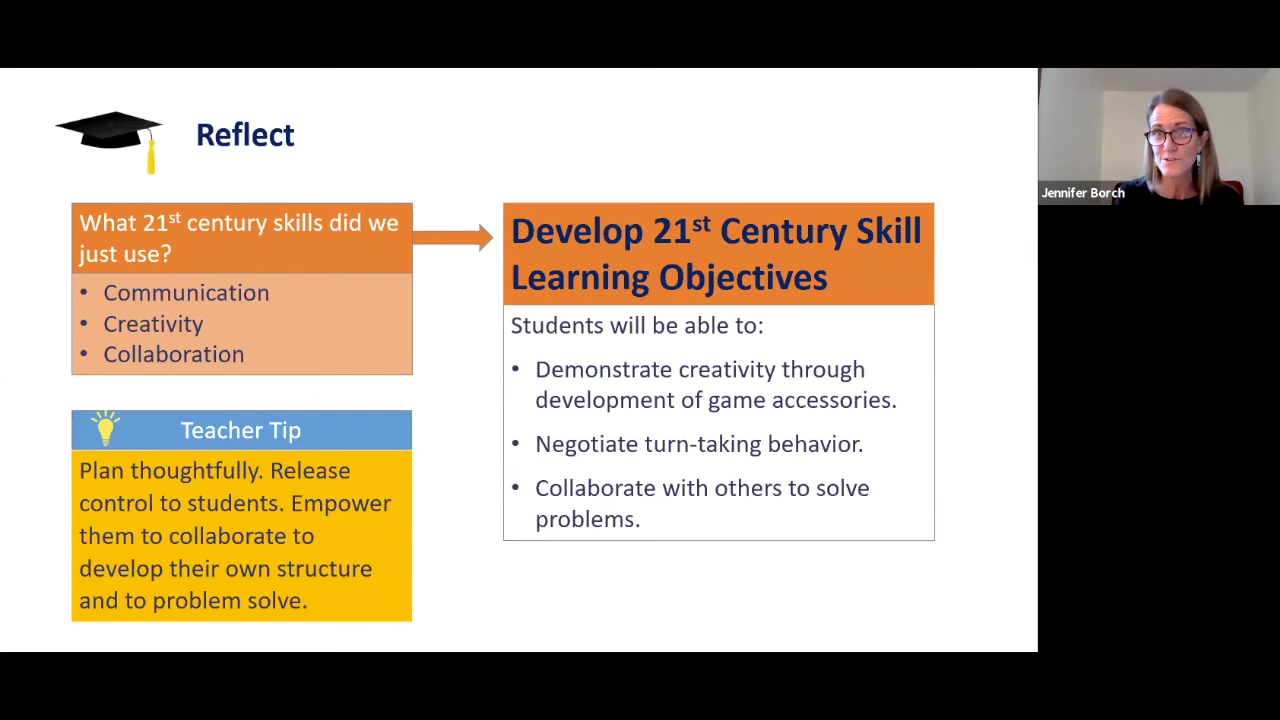 Reflect
What 21st century skills did we
just use?
• Communication
• Creativity
• Collaboration
Teacher Tip
Plan thoughtfully. Release
control to students. Empower
them to collaborate to
develop their own structure
and to problem solve.
Develop 21st Century Skill
Learning Objectives
Students will be able to:
• Demonstrate creativity through
development of game accessories.
• Negotiate turn-taking behavior.
• Collaborate with others to solve
problems.
Jennifer Borch